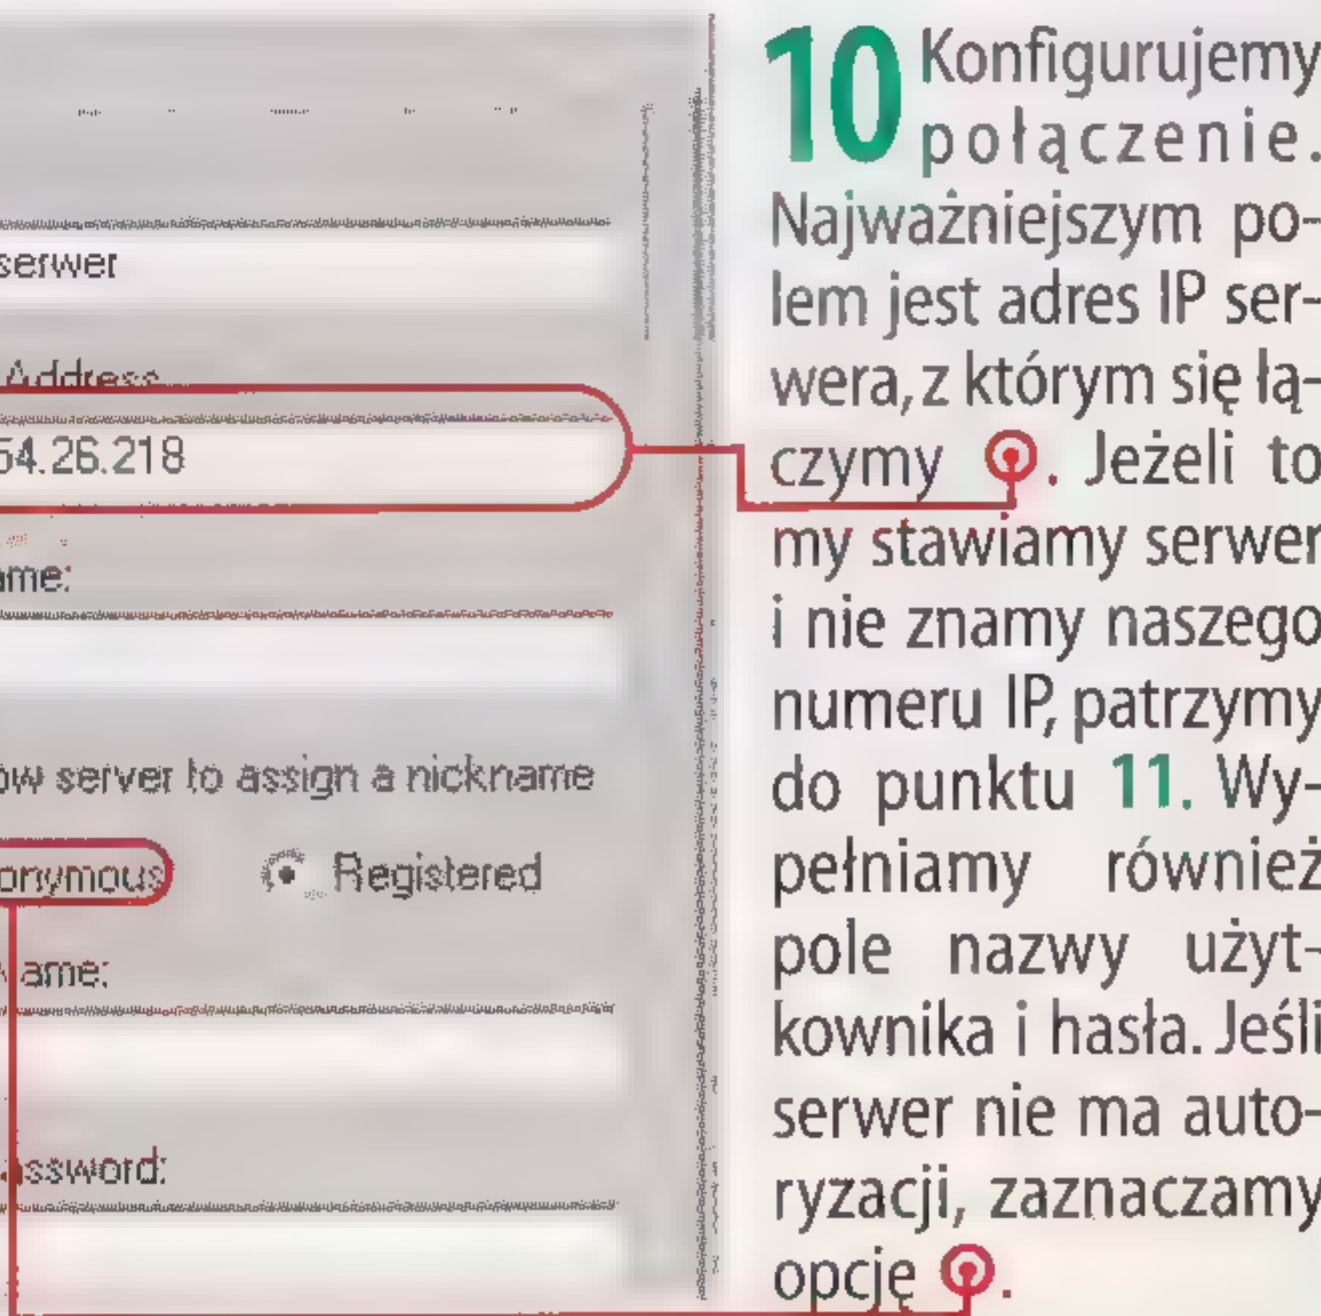 serwer
Address
54.26.218
ame:
ow server to assign a nickname
onymous Registered
Name:
assword:
10 Konfigurujemy
połączenie.
Najważniejszym po-
lem jest adres IP ser-
wera, z którym się łą-
czymy . Jeżeli to
my stawiamy serwer
i nie znamy naszego
numeru IP, patrzymy
do punktu 11. Wy-
pełniamy również
pole nazwy użyt-
kownika i hasła. Jeśli
serwer nie ma auto-
ryzacji, zaznaczamy
opcję .